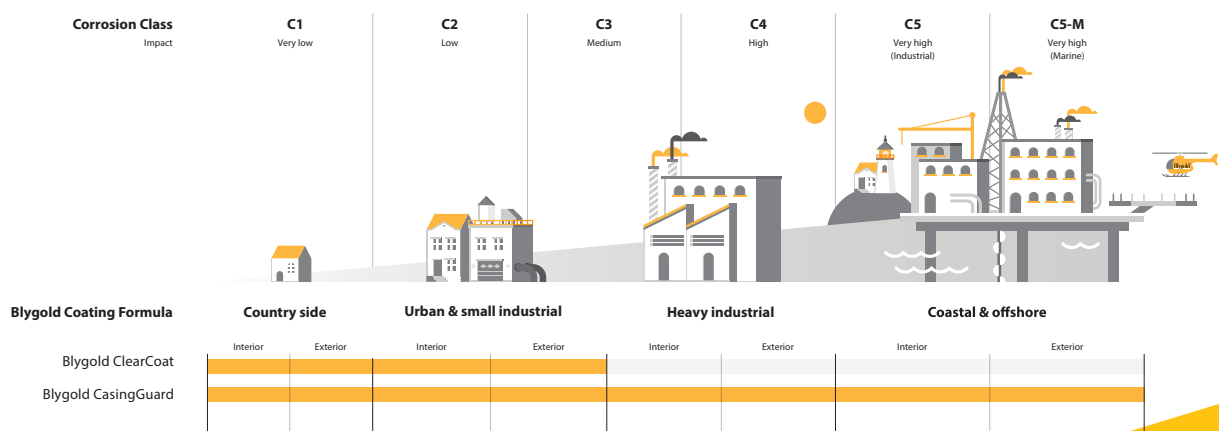 Corrosion Class C1 C2 C3 C4 C5 C5-M
Impact Very low Low Medium High Very high Very high
(Industrial) (Marine)
Blygold
Blygold Coating Formula Country side Urban & small industrial Heavy industrial Coastal & offshore
Interior Exterior Interior Exterior Interior Exterior Interior Exterior
Blygold ClearCoat
Blygold CasingGuard